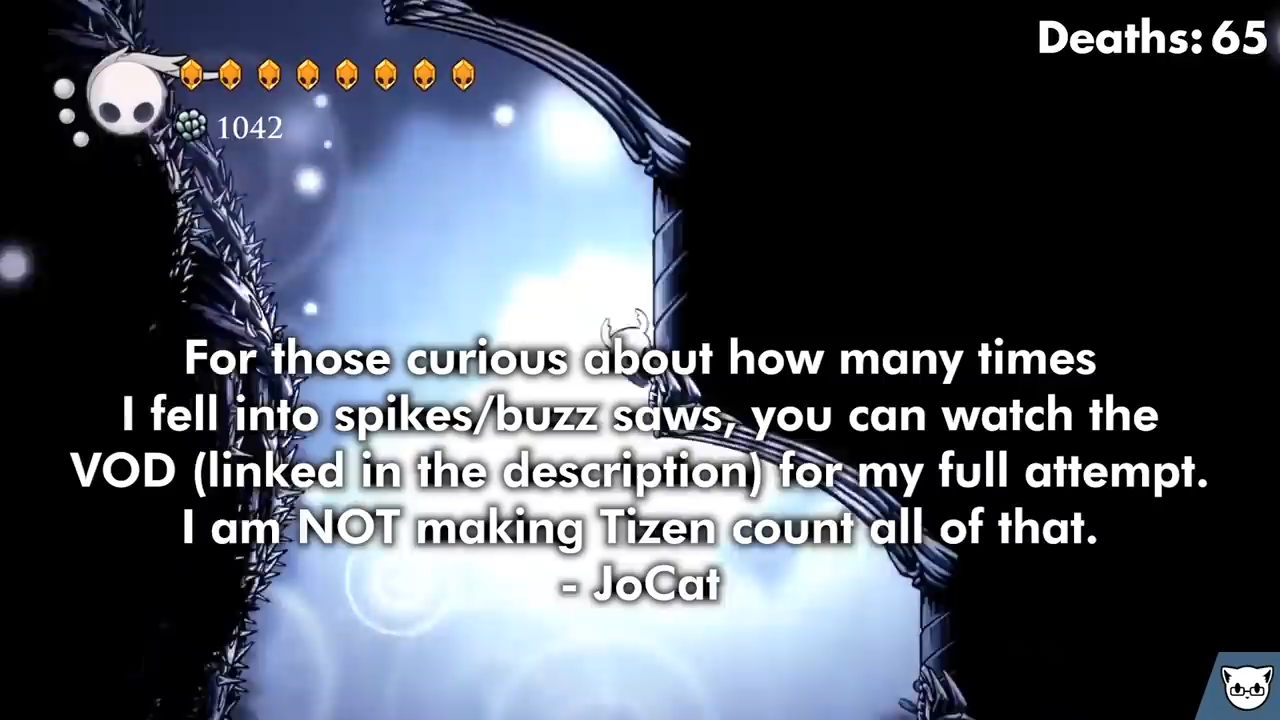 Deaths: 65
1042
For those curious about how many times
I fell into spikes/buzz saws, you can watch the
VOD (linked in the description) for my full attempt.
I am NOT making Tizen count all of that.
- JoCat